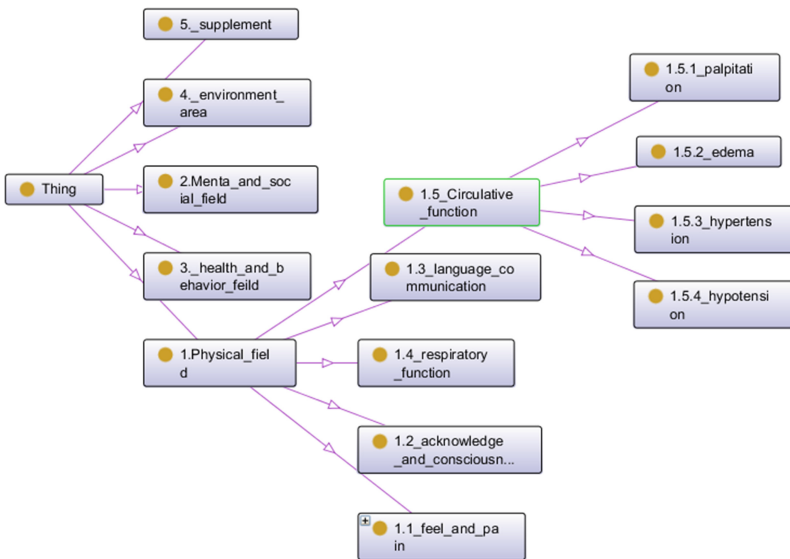 5._supplement
4._environment_
area
Thing
2.Menta_and_soc
ial_field
3._health_and_b
ehavior_feild
1.Physical_fiel
d
1.5_Circulative
_function
1.3_language_co
mmunication
1.4_respiratory
_function
1.2_acknowledge
_and_consciousn...
1.1_feel_and_pa
in
1.5.1_palpitati
on
1.5.2_edema
1.5.3_hypertens
ion
1.5.4_hypotensi
on